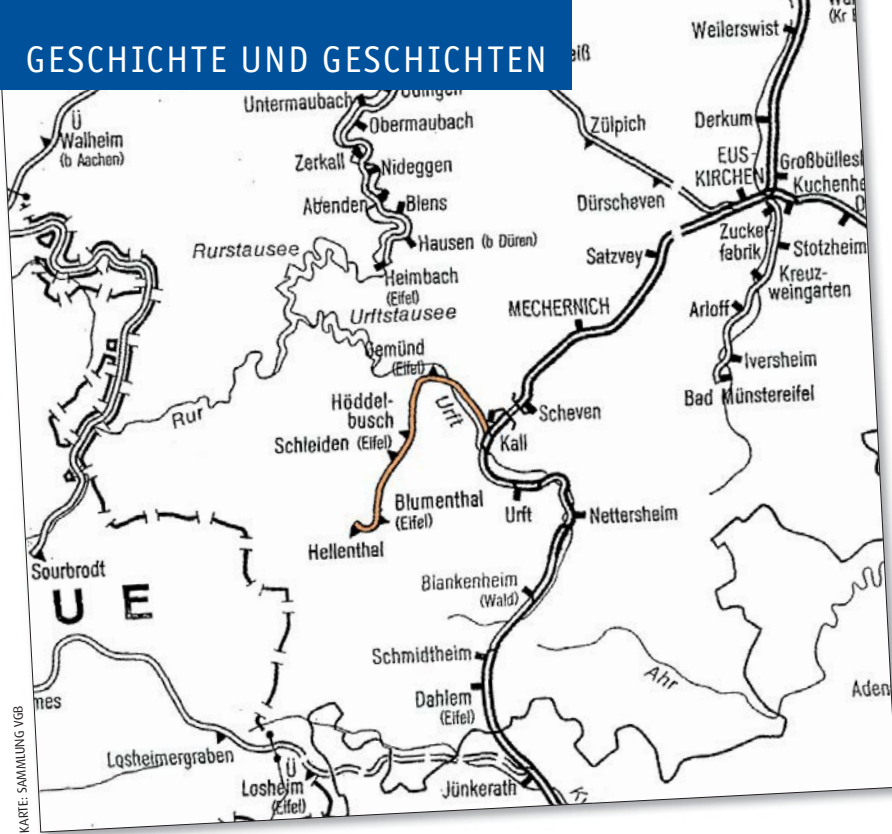 GESCHICHTE UND GESCHICHTEN
Weilerswist
(Kr
Untermaubach
Obermaubach
Ü
Walheim
(b Aachen)
Zülpich
Derkum
Zerkall
Nideggen
EUS-
KIRCHEN
Kuchenhe
Abenden
Blens
Dürscheven
Hausen (b Düren)
Zucker-
fabrik
Stotzheim
Rurstausee
Satzvey
Heimbach
(Eifel)
Kreuz-
weingarten
Urftstausee
MECHERNICH
Arloff
Gemünd
(Eifel)
Iversheim
Bad Münstereifel
Höddel-
busch
Urft
Scheven
Rur
Schleiden (Eifel)
Kall
Blumenthal
(Eifel)
Urft
Nettersheim
Hellenthal
Sourbrodt
Blankenheim
(Wald)
U E
Schmidtheim
Ahr
Dahlem
(Eifel)
Aden
mes
Losheimergraben
Ü
Losheim
(Eifel)
Jünkerath
KARTE: SAMMLUNG VGB